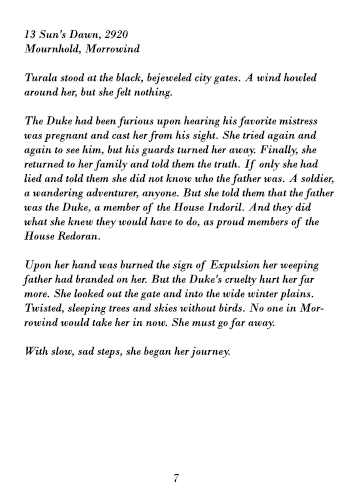 13 Sun's Dawn, 2920
Mournhold, Morrowind
Turala stood at the black, bejeweled city gates. A wind howled
around her, but she felt nothing.
The Duke had been furious upon hearing his favorite mistress
was pregnant and cast her from his sight. She tried again and
again to see him, but his guards turned her away. Finally, she
returned to her family and told them the truth. If only she had
lied and told them she did not know who the father was. A soldier,
a wandering adventurer, anyone. But she told them that the father
was the Duke, a member of the House Indoril. And they did
what she knew they would have to do, as proud members of the
House Redoran.
Upon her hand was burned the sign of Expulsion her weeping
father had branded on her. But the Duke's cruelty hurt her far
more. She looked out the gate and into the wide winter plains.
Twisted, sleeping trees and skies without birds. No one in Mor-
rowind would take her in now. She must go far away.
With slow, sad steps, she began her journey.
7